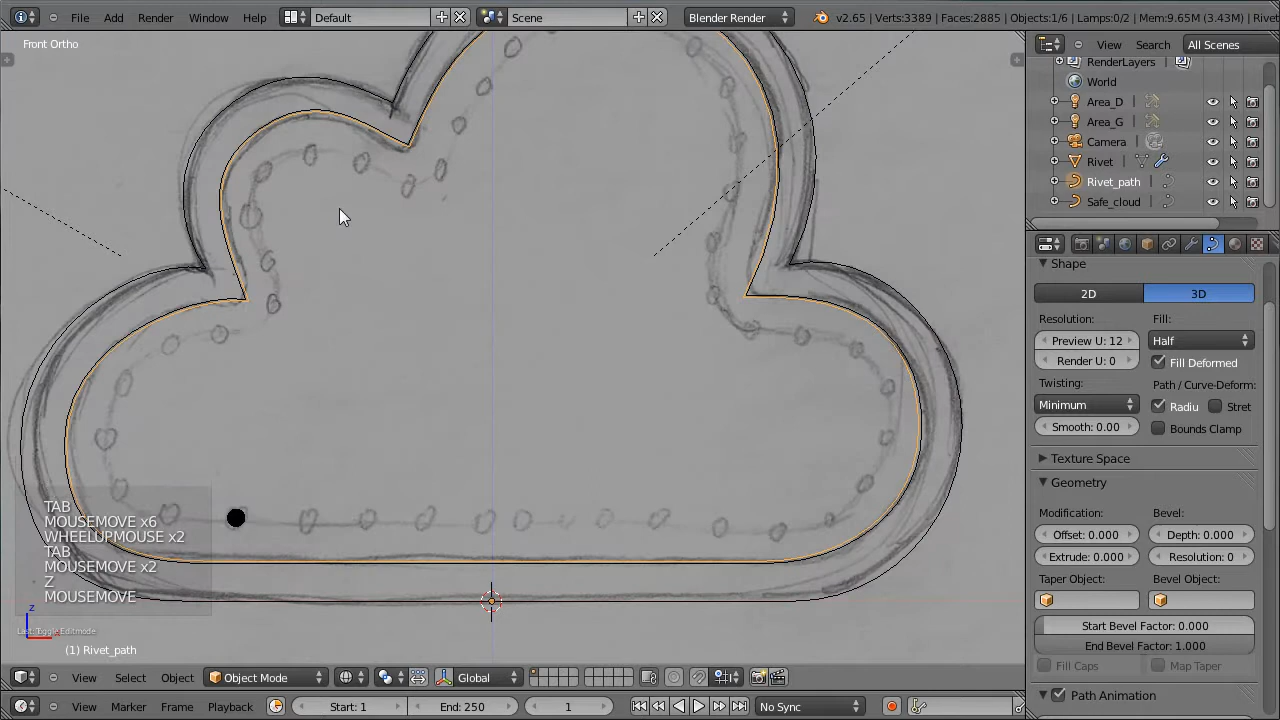 File Add Render Window Help Default Scene Blender Render v2.65 | Verts:3389 | Faces:2885 | Objects:1/6 | Lamps:0/2 | Mem:9.65M (3.43M) | Rivet
Front Ortho
View Search All Scenes
RenderLayers
World
Area_D
Area_G
Camera
Rivet
Rivet_path
Safe_cloud
Shape
2D 3D
Resolution: Fill:
Preview U: 12 Half
Render U: 0 Fill Deformed
Twisting: Path / Curve-Deform:
Minimum Radiu Stret
Smooth: 0.00 Bounds Clamp
Texture Space
Geometry
Modification: Bevel:
Offset: 0.000 Depth: 0.000
Extrude: 0.000 Resolution: 0
Taper Object: Bevel Object:
Start Bevel Factor: 0.000
End Bevel Factor: 1.000
Fill Caps Map Taper
Path Animation
TAB
MOUSEMOVE x6
WHEELUPMOUSE x2
TAB
MOUSEMOVE x2
Z
MOUSEMOVE
z
Last: Toggle Editmode
(1) Rivet_path
View Select Object Object Mode Global
View Marker Frame Playback Start: 1 End: 250 1 No Sync